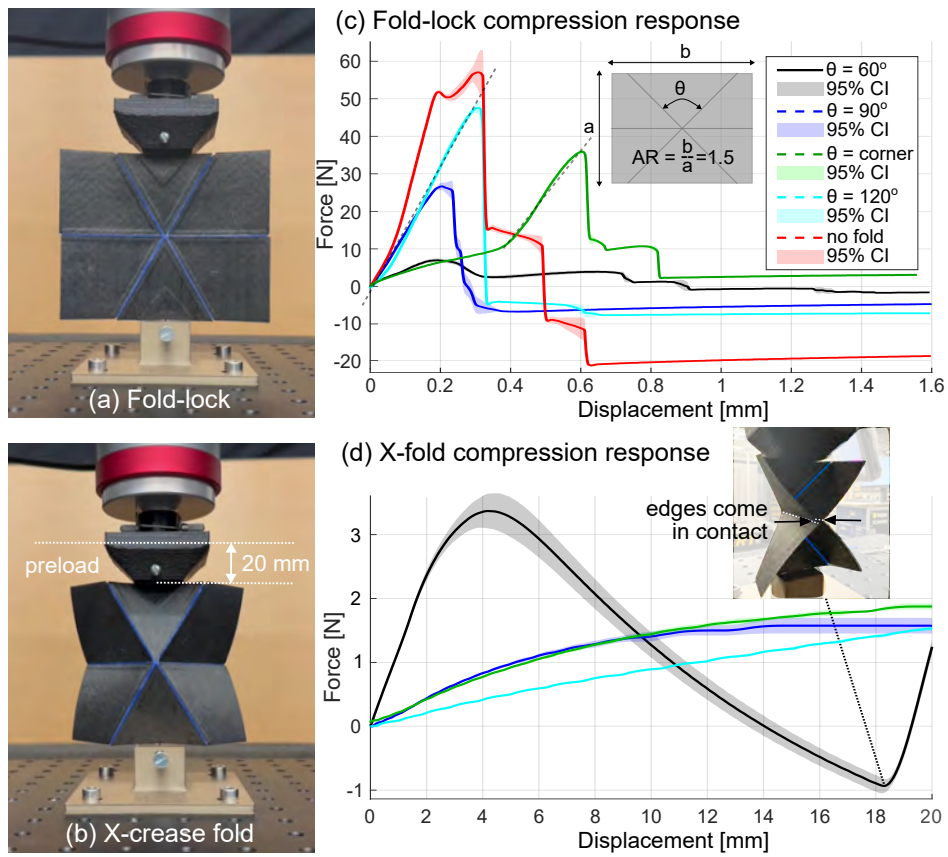 (a) Fold-lock
(b) X-crease fold
preload
20 mm
(c) Fold-lock compression response
Force [N]
60
50
40
30
20
10
0
-10
-20
0
0.2
0.4
0.6
0.8
1
1.2
1.4
1.6
Displacement [mm]
b
a
θ
AR = b/a =1.5
θ = 60°
95% CI
θ = 90°
95% CI
θ = corner
95% CI
θ = 120°
95% CI
no fold
95% CI
(d) X-fold compression response
Force [N]
3
2
1
0
-1
0
2
4
6
8
10
12
14
16
18
20
Displacement [mm]
edges come
in contact